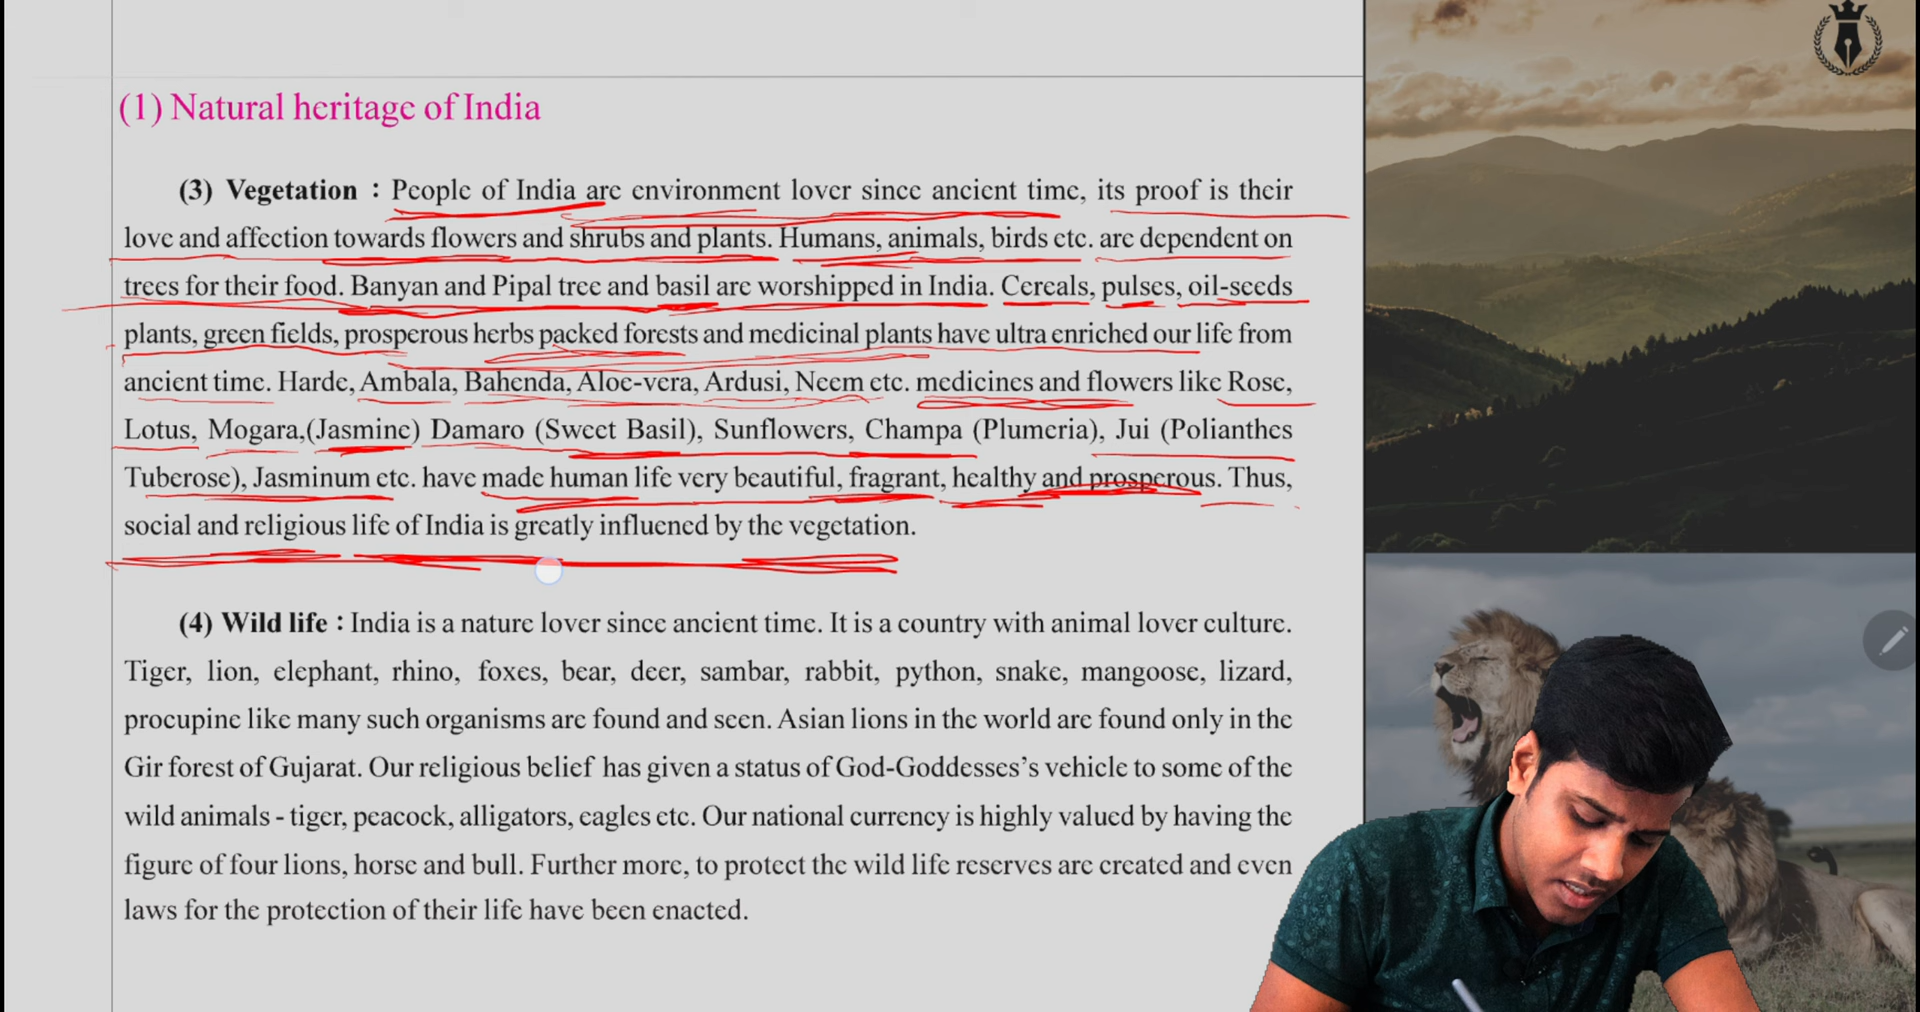 (1) Natural heritage of India
(3) Vegetation : People of India are environment lover since ancient time, its proof is their
love and affection towards flowers and shrubs and plants. Humans, animals, birds etc. are dependent on
trees for their food. Banyan and Pipal tree and basil are worshipped in India. Cereals, pulses, oil-seeds
plants, green fields, prosperous herbs packed forests and medicinal plants have ultra enriched our life from
ancient time. Harde, Ambala, Bahenda, Aloe-vera, Ardusi, Neem etc. medicines and flowers like Rose,
Lotus, Mogara,(Jasmine) Damaro (Sweet Basil), Sunflowers, Champa (Plumeria), Jui (Polianthes
Tuberose), Jasminum etc. have made human life very beautiful, fragrant, healthy and prosperous. Thus,
social and religious life of India is greatly influened by the vegetation.
(4) Wild life : India is a nature lover since ancient time. It is a country with animal lover culture.
Tiger, lion, elephant, rhino, foxes, bear, deer, sambar, rabbit, python, snake, mangoose, lizard,
procupine like many such organisms are found and seen. Asian lions in the world are found only in the
Gir forest of Gujarat. Our religious belief has given a status of God-Goddesses’s vehicle to some of the
wild animals - tiger, peacock, alligators, eagles etc. Our national currency is highly valued by having the
figure of four lions, horse and bull. Further more, to protect the wild life reserves are created and even
laws for the protection of their life have been enacted.